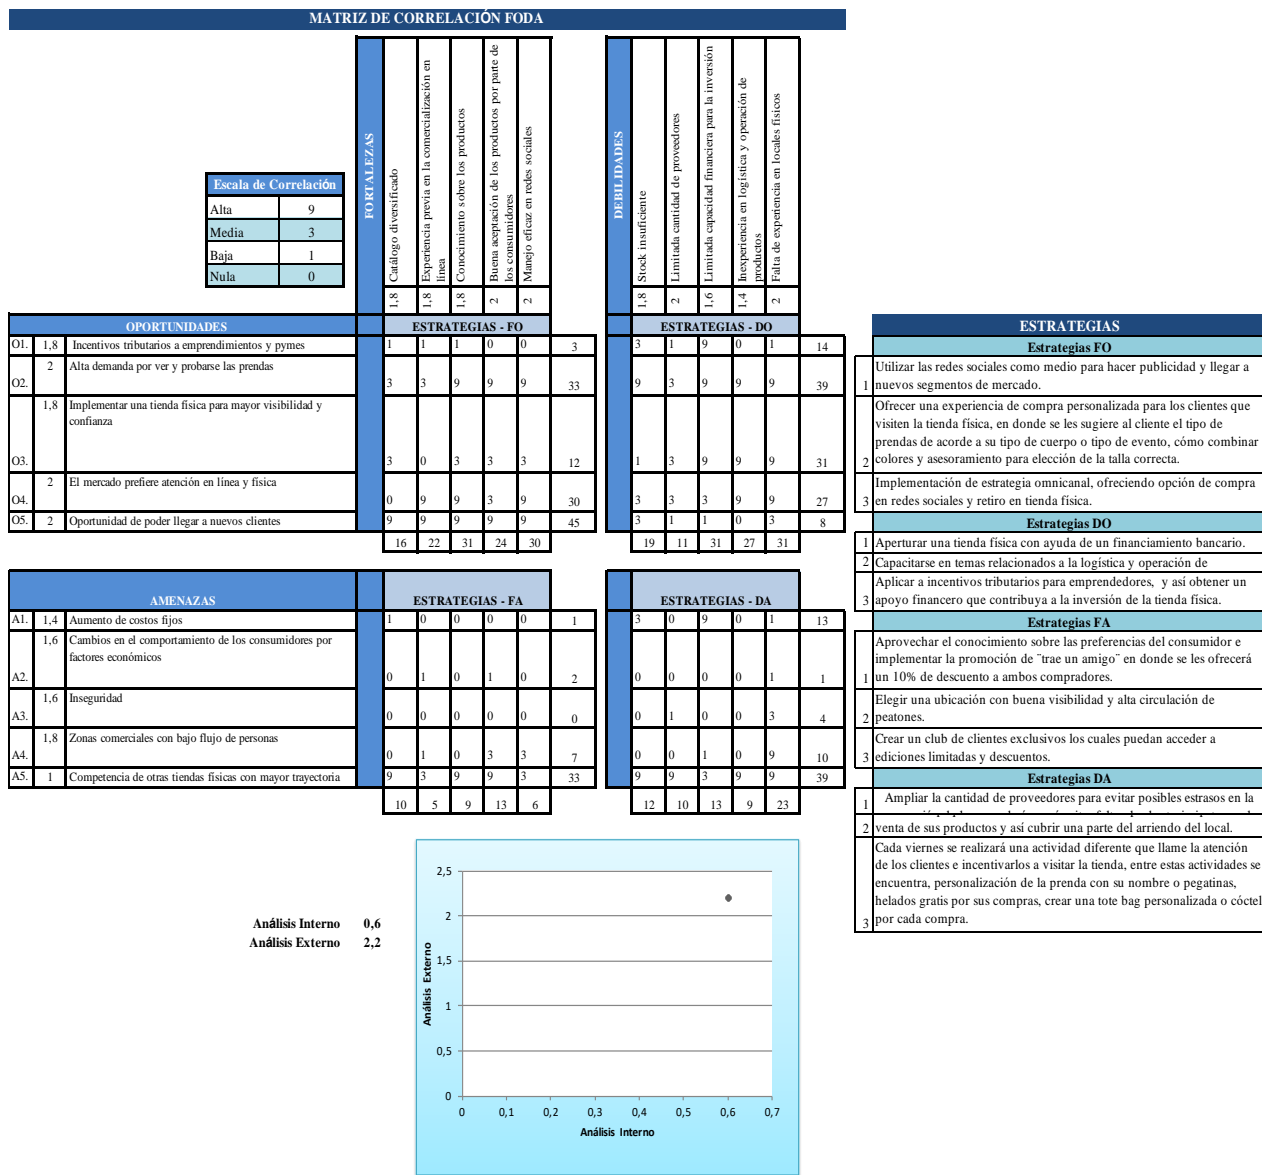 MATRIZ DE CORRELACIÓN FODA
FORTALEZAS
Catálogo diversificado
Experiencia previa en la comercialización en
línea
Conocimiento sobre los productos
Buena aceptación de los productos por parte de
los consumidores
Manejo eficaz en redes sociales
1,8 1,8 1,8 2 2
DEBILIDADES
Stock insuficiente
Limitada cantidad de proveedores
Limitada capacidad financiera para la inversión
Inexperiencia en logística y operación de
productos
Falta de experiencia en locales físicos
1,8 2 1,6 1,4 2
Escala de Correlación
Alta 9
Media 3
Baja 1
Nula 0
OPORTUNIDADES ESTRATEGIAS - FO ESTRATEGIAS - DO
O1. 1,8 Incentivos tributarios a emprendimientos y pymes 1 1 1 0 0 3 3 1 9 0 1 14
O2. 2 Alta demanda por ver y probarse las prendas 3 3 9 9 9 33 9 3 9 9 9 39
O3. 1,8 Implementar una tienda física para mayor visibilidad y
confianza 3 0 3 3 3 12 1 3 9 9 9 31
O4. 2 El mercado prefiere atención en línea y física 0 9 9 3 9 30 3 3 3 9 9 27
O5. 2 Oportunidad de poder llegar a nuevos clientes 9 9 9 9 9 45 3 1 1 0 3 8
16 22 31 24 30 19 11 31 27 31
AMENAZAS ESTRATEGIAS - FA ESTRATEGIAS - DA
A1. 1,4 Aumento de costos fijos 1 0 0 0 0 1 3 0 9 0 1 13
A2. 1,6 Cambios en el comportamiento de los consumidores por
factores económicos 0 1 0 1 0 2 0 0 0 0 1 1
A3. 1,6 Inseguridad 0 0 0 0 0 0 0 1 0 0 3 4
A4. 1,8 Zonas comerciales con bajo flujo de personas 0 1 0 3 3 7 0 0 1 0 9 10
A5. 1 Competencia de otras tiendas físicas con mayor trayectoria 9 3 9 9 3 33 9 9 3 9 9 39
10 5 9 13 6 12 10 13 9 23
ESTRATEGIAS
Estrategias FO
1 Utilizar las redes sociales como medio para hacer publicidad y llegar a
nuevos segmentos de mercado.
2 Ofrecer una experiencia de compra personalizada para los clientes que
visiten la tienda física, en donde se les sugiere al cliente el tipo de
prendas de acorde a su tipo de cuerpo o tipo de evento, cómo combinar
colores y asesoramiento para elección de la talla correcta.
3 Implementación de estrategia omnicanal, ofreciendo opción de compra
en redes sociales y retiro en tienda física.
Estrategias DO
1 Aperturar una tienda física con ayuda de un financiamiento bancario.
2 Capacitarse en temas relacionados a la logística y operación de
3 Aplicar a incentivos tributarios para emprendedores, y así obtener un
apoyo financero que contribuya a la inversión de la tienda física.
Estrategias FA
1 Aprovechar el conocimiento sobre las preferencias del consumidor e
implementar la promoción de ¨trae un amigo¨ en donde se les ofrecerá
un 10% de descuento a ambos compradores.
2 Elegir una ubicación con buena visibilidad y alta circulación de
peatones.
3 Crear un club de clientes exclusivos los cuales puedan acceder a
ediciones limitadas y descuentos.
Estrategias DA
1 Ampliar la cantidad de proveedores para evitar posibles estrasos en la
2 venta de sus productos y así cubrir una parte del arriendo del local.
3 Cada viernes se realizará una actividad diferente que llame la atención
de los clientes e incentivarlos a visitar la tienda, entre estas actividades se
encuentra, personalización de la prenda con su nombre o pegatinas,
helados gratis por sus compras, crear una tote bag personalizada o cóctel
por cada compra.
Análisis Interno 0,6
Análisis Externo 2,2
Análisis Externo
2,5
2
1,5
1
0,5
0
0 0,1 0,2 0,3 0,4 0,5 0,6 0,7
Análisis Interno